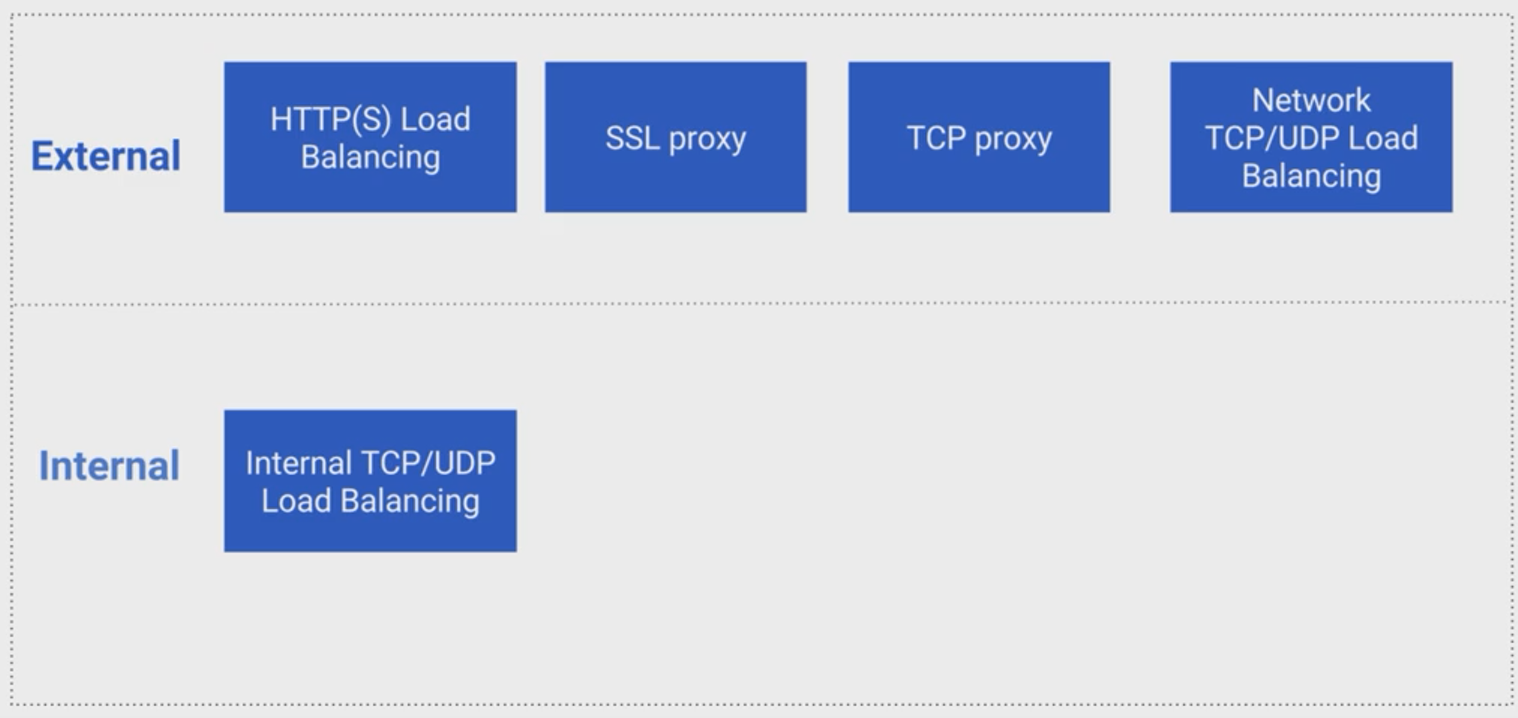 External
HTTP(S) Load
Balancing
SSL proxy
TCP proxy
Network
TCP/UDP Load
Balancing
Internal
Internal TCP/UDP
Load Balancing